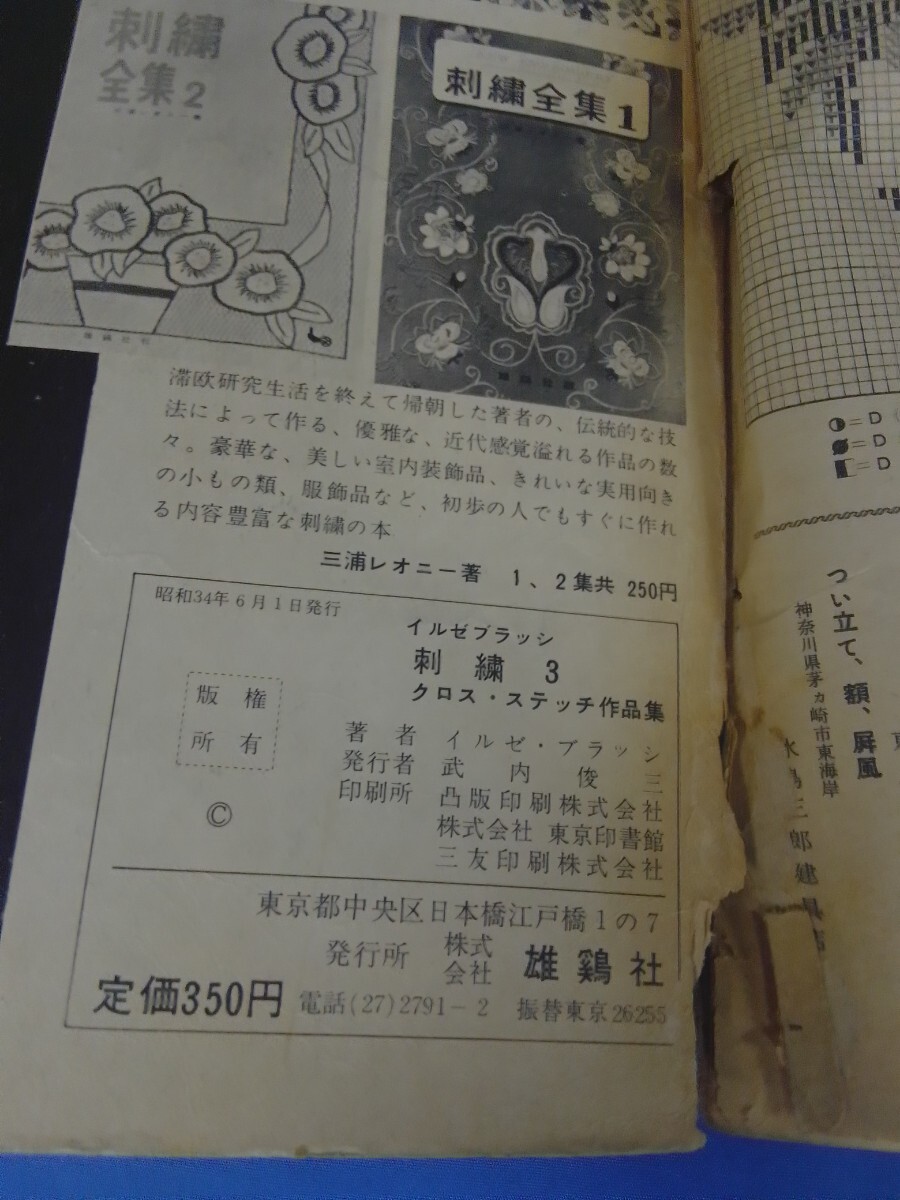 刺繍
全集2
刺繍全集1
雄鶏社版
雄鶏社版
滞欧研究生活を終えて帰朝した著者の、伝統的な技
法によって作る、優雅な、近代感覚溢れる作品の数
々。豪華な、美しい室内装飾品、きれいな実用向き
の小もの類、服飾品など、初歩の人でもすぐに作れ
る内容豊富な刺繍の本
三浦レオニー著 1、2集共 250円
昭和34年6月1日発行
イルゼブラッシ
刺繍 3
クロス・ステッチ作品集
版権
所有
©
著者 イルゼ・ブラッシ
発行者 武内俊三
印刷所 凸版印刷株式会社
株式会社 東京印書館
三友印刷株式会社
東京都中央区日本橋江戸橋1の7
発行所 株式会社 雄鶏社
定価350円 電話(27)2791-2 振替東京26255
=D
=D
=D
つい立て、額、屏風
神奈川県茅ヵ崎市東海岸